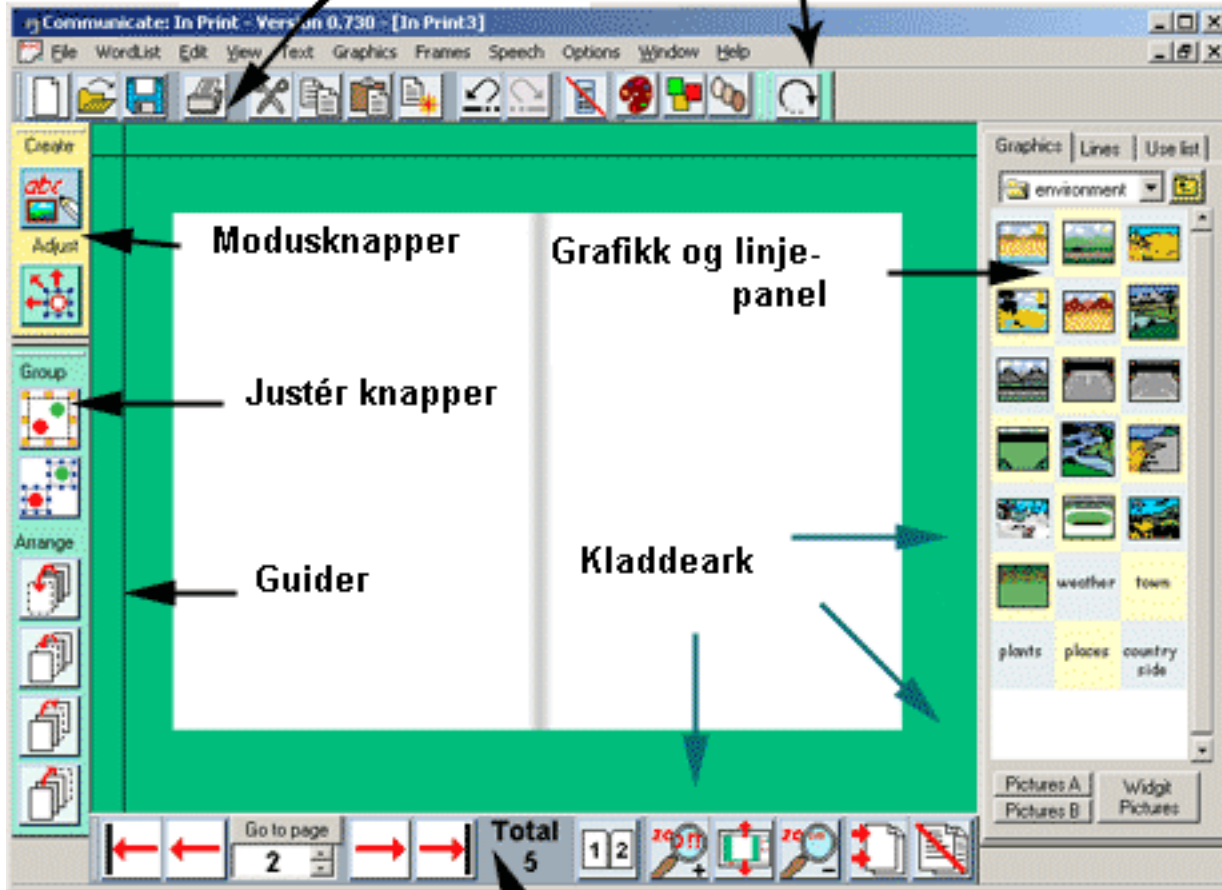 Communicate: In Print - Version 0.730 - [In Print3]
File WordList Edit View Text Graphics Frames Speech Options Window Help
Create
abc
Adjust
Group
Arrange
Modusknapper
Justér knapper
Guider
Grafikk og linje-
panel
Kladdeark
Graphics Lines Use list
environment
weather town
plants places country
side
Pictures A
Pictures B
Widgit
Pictures
Go to page
2
Total
5
1 2